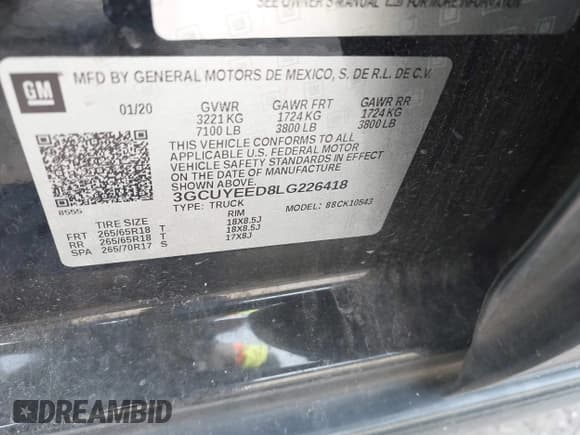 SEE OWNER'S MANUAL FOR MORE INFORMATION
GM
MFD BY GENERAL MOTORS DE MEXICO, S. DE R.L. DE C.V.
01/20 GVWR GAWR FRT GAWR RR
3221 KG 1724 KG 1724 KG
7100 LB 3800 LB 3800 LB
THIS VEHICLE CONFORMS TO ALL
APPLICABLE U.S. FEDERAL MOTOR
VEHICLE SAFETY STANDARDS IN EFFECT
ON THE DATE OF MANUFACTURE
SHOWN ABOVE
3GCUYEED8LG226418
8555 TYPE: TRUCK MODEL: 88CK10543
TIRE SIZE RIM
FRT 265/65R18 T 18X8.5J
RR 265/65R18 T 18X8.5J
SPA 265/70R17 S 17X8J
DREAMBID